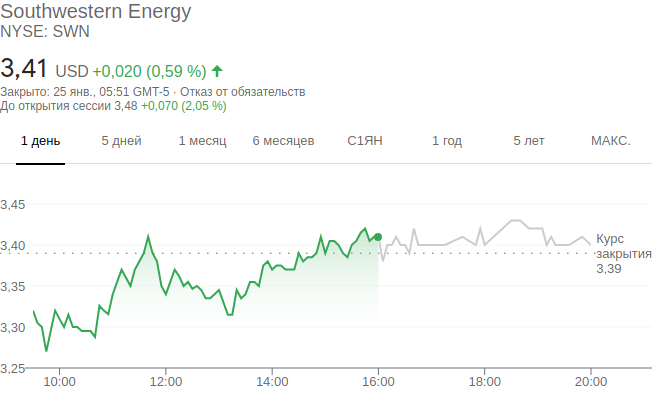 Southwestern Energy
NYSE: SWN
3,41 USD +0,020 (0,59 %)
Закрыто: 25 янв., 05:51 GMT-5 · Отказ от обязательств
До открытия сессии 3,48 +0,070 (2,05 %)
1 день 5 дней 1 месяц 6 месяцев С1ЯН 1 год 5 лет МАКС.
3,45
3,40
Курс
закрытия
3,39
3,35
3,30
3,25
10:00 12:00 14:00 16:00 18:00 20:00